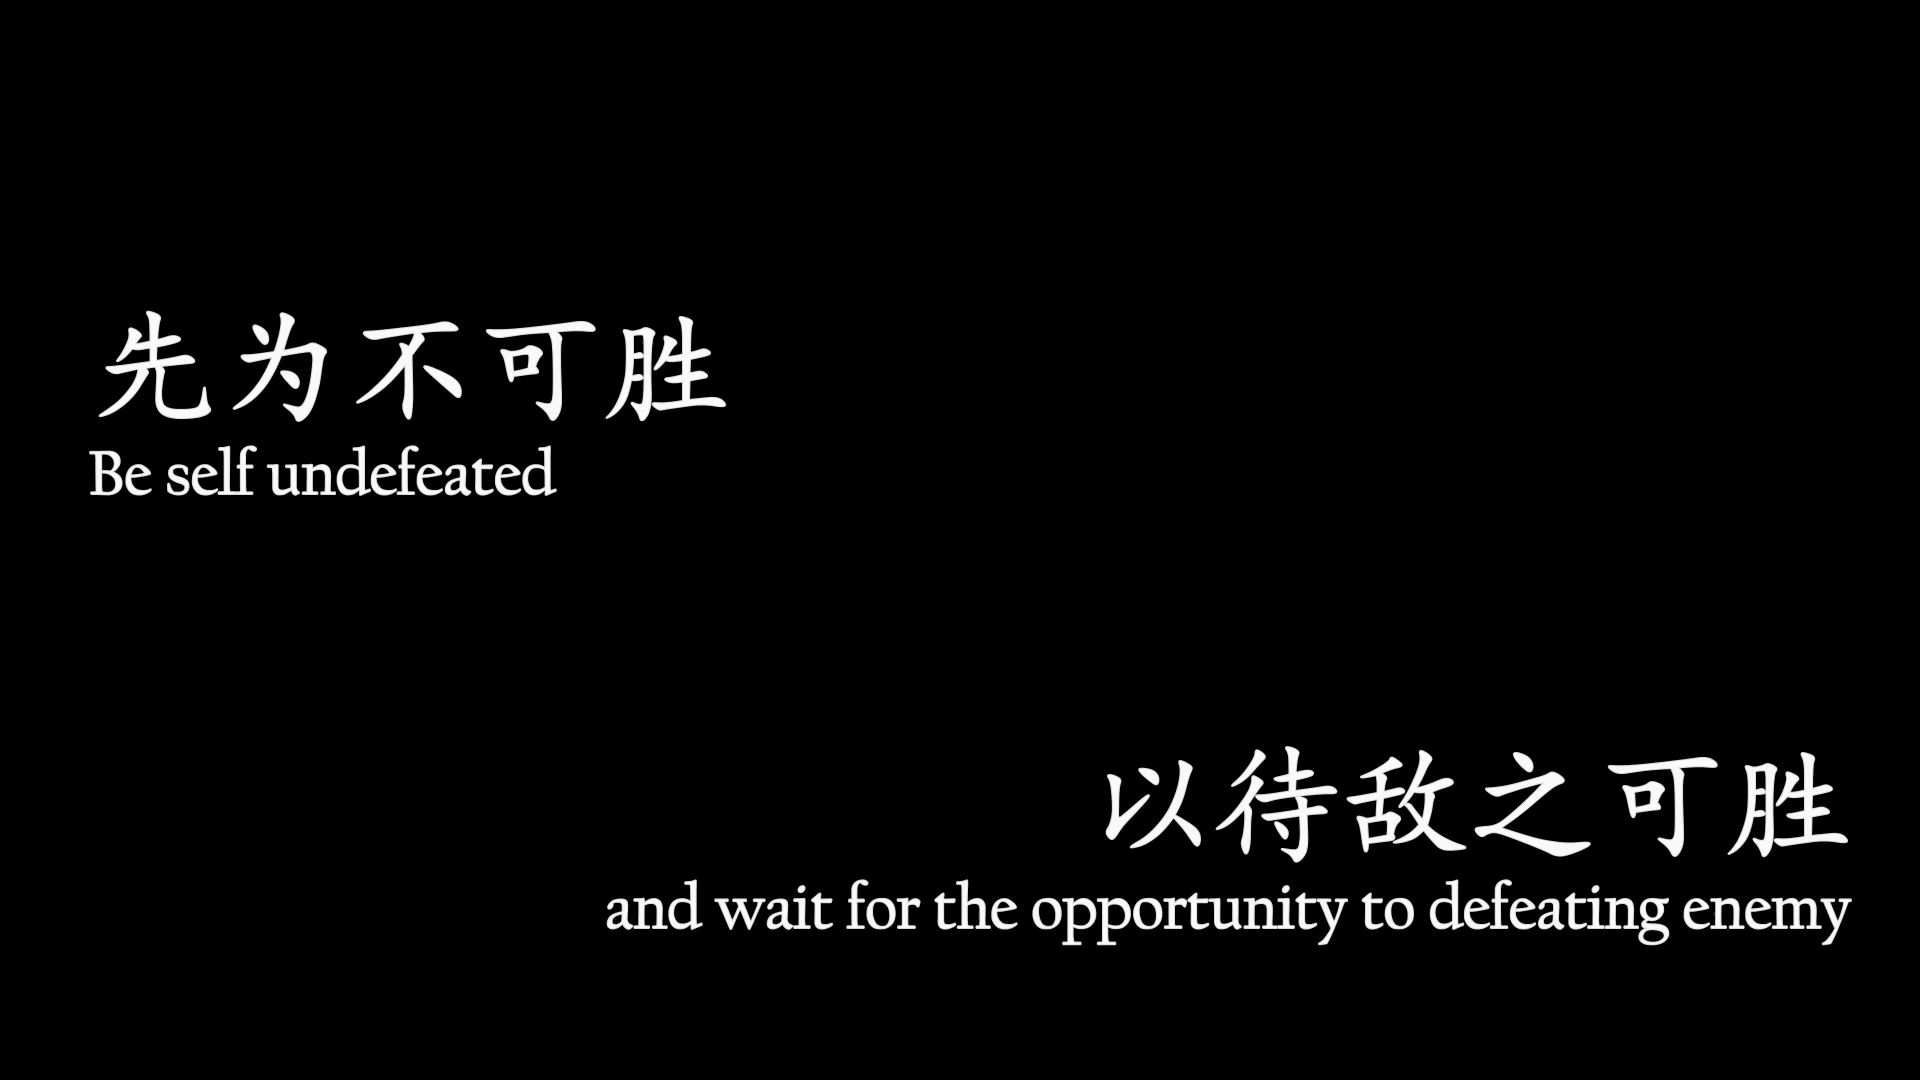 先为不可胜
Be self undefeated
以待敌之可胜
and wait for the opportunity to defeating enemy